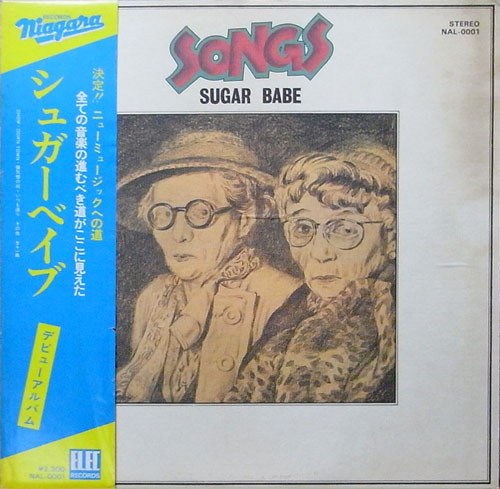 RECORDED
Niagara
シュガーベイブ
決定!! ニューミュージックへの道
全ての音楽の進むべき道がここに見えた
デビューアルバム
¥2,300
NAL-0001
RECORDS
SONGS
SUGAR BABE
STEREO
NAL-0001